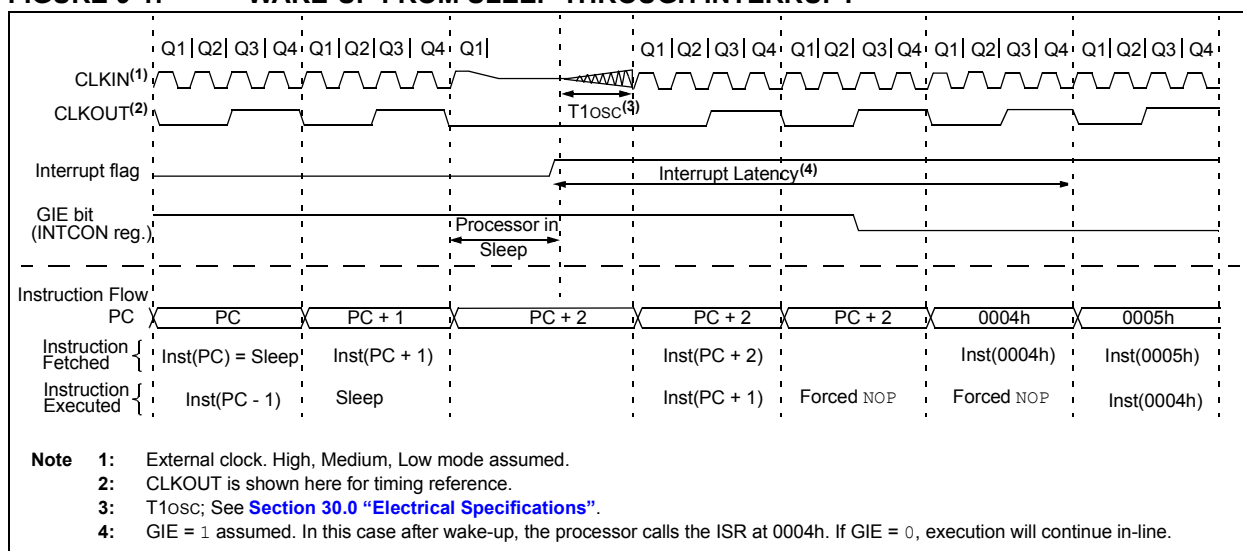 FIGURE 9-1: WAKE-UP FROM SLEEP THROUGH INTERRUPT
Q1 Q2 Q3 Q4 Q1 Q2 Q3 Q4 Q1 Q1 Q2 Q3 Q4 Q1 Q2 Q3 Q4 Q1 Q2 Q3 Q4 Q1 Q2 Q3 Q4
CLKIN(1)
CLKOUT(2)
T1OSC(3)
Interrupt flag
Interrupt Latency(4)
GIE bit
(INTCON reg.)
Processor in
Sleep
Instruction Flow
PC PC PC + 1 PC + 2 PC + 2 PC + 2 0004h 0005h
Instruction
Fetched
Inst(PC) = Sleep Inst(PC + 1) Inst(PC + 2) Inst(0004h) Inst(0005h)
Instruction
Executed
Inst(PC - 1) Sleep Inst(PC + 1) Forced NOP Forced NOP Inst(0004h)
Note 1: External clock. High, Medium, Low mode assumed.
2: CLKOUT is shown here for timing reference.
3: T1OSC; See Section 30.0 “Electrical Specifications”.
4: GIE = 1 assumed. In this case after wake-up, the processor calls the ISR at 0004h. If GIE = 0, execution will continue in-line.